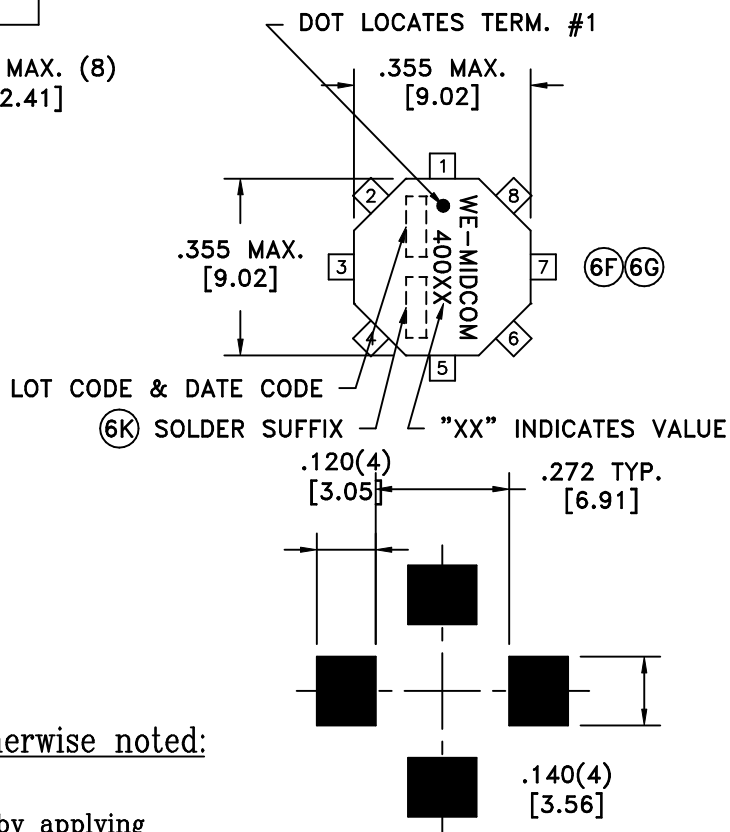 DOT LOCATES TERM. #1
MAX. (8)
2.41]
.355 MAX.
[9.02]
1
2
8
.355 MAX.
[9.02]
3
7
6F 6G
WE-MIDCOM
400XX
4
6
5
LOT CODE & DATE CODE
6K SOLDER SUFFIX
"XX" INDICATES VALUE
.120(4)
[3.05]
.272 TYP.
[6.91]
.140(4)
[3.56]
erwise noted:
by applying